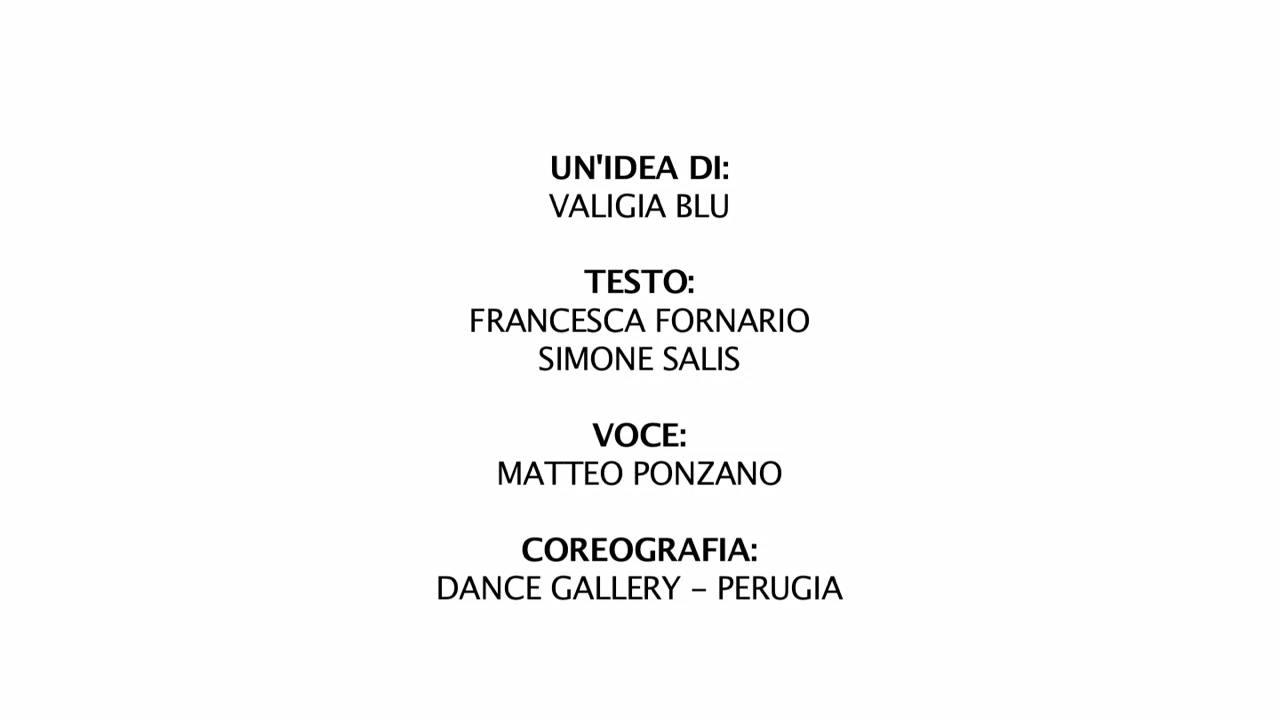 UN'IDEA DI:
VALIGIA BLU
TESTO:
FRANCESCA FORNARIO
SIMONE SALIS
VOCE:
MATTEO PONZANO
COREOGRAFIA:
DANCE GALLERY – PERUGIA